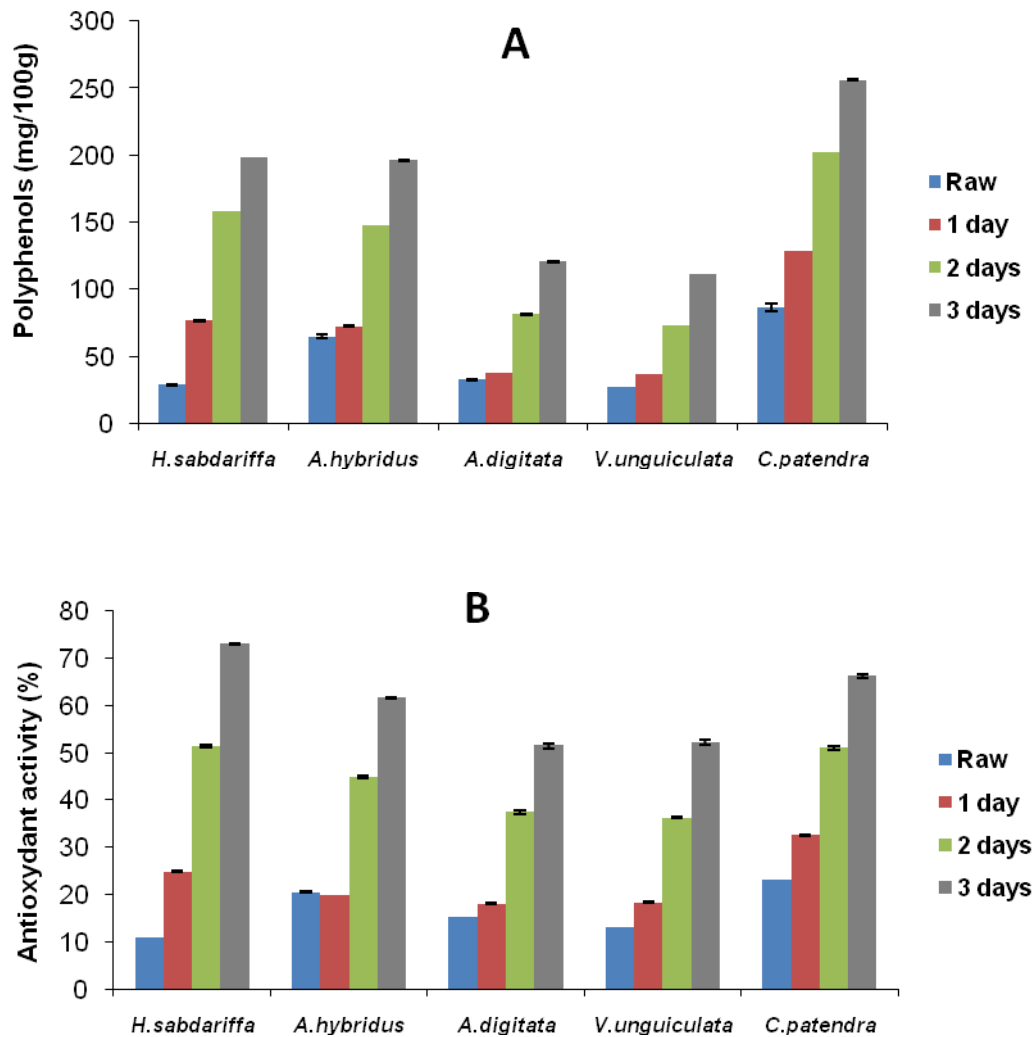 A
Polyphenols (mg/100g)
300
250
200
150
100
50
0
H.sabdariffa
A.hybridus
A.digitata
V.unguiculata
C.patendra
Raw
1 day
2 days
3 days
B
Antioxydant activity (%)
80
70
60
50
40
30
20
10
0
H.sabdariffa
A.hybridus
A.digitata
V.unguiculata
C.patendra
Raw
1 day
2 days
3 days